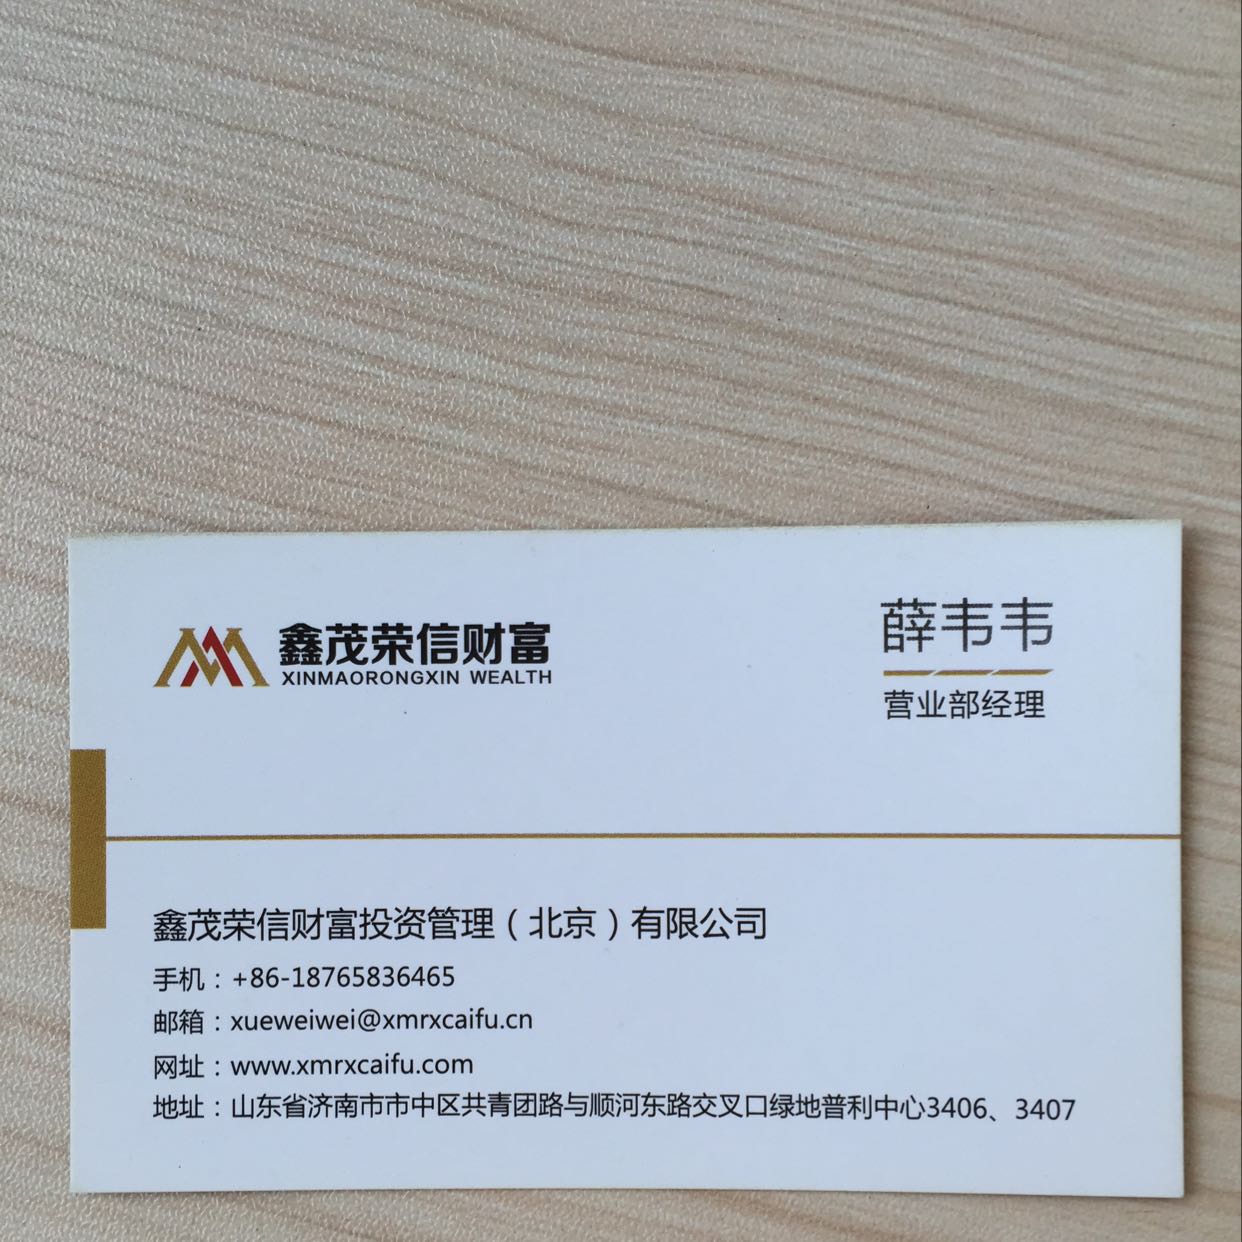 鑫茂荣信财富
XINMAORONGXIN WEALTH
薛韦韦
营业部经理
鑫茂荣信财富投资管理（北京）有限公司
手机：+86-18765836465
邮箱：xueweiwei@xmrxcaifu.cn
网址：www.xmrxcaifu.com
地址：山东省济南市市中区共青团路与顺河东路交叉口绿地普利中心3406、3407